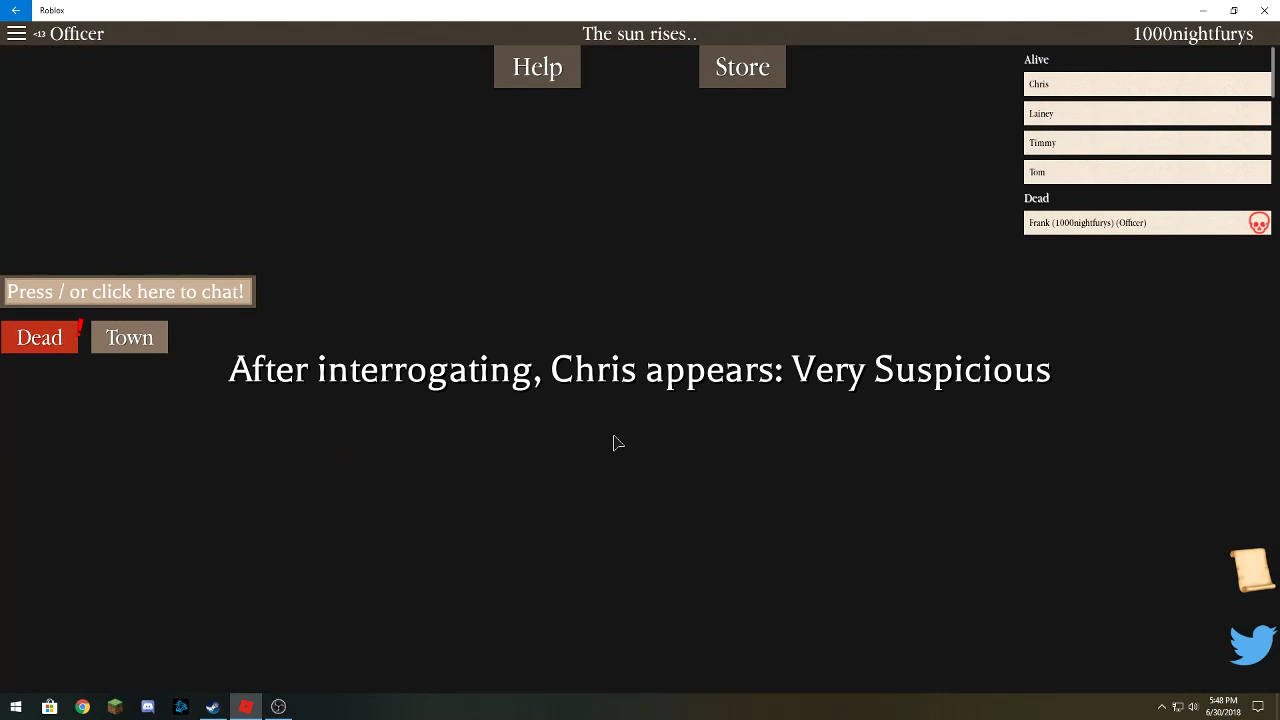 Roblox
<13 Officer
The sun rises..
1000nightfurys
Help
Store
Alive
Chris
Lainey
Timmy
Tom
Dead
Frank (1000nightfurys) (Officer)
Press / or click here to chat!
Dead !
Town
After interrogating, Chris appears: Very Suspicious
5:48 PM
6/30/2018